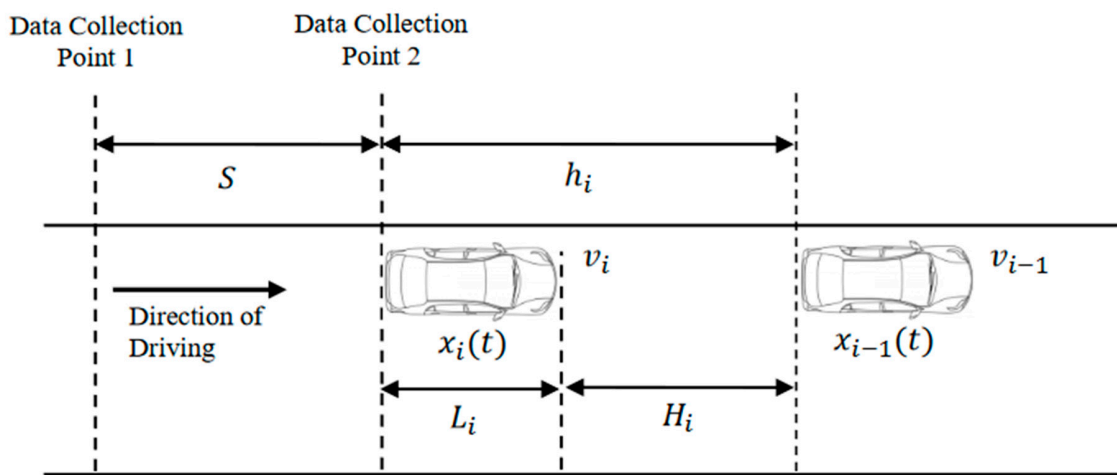 Data Collection
Point 1
Data Collection
Point 2
S
h_i
v_i
v_{i−1}
Direction of
Driving
x_i(t)
x_{i−1}(t)
L_i
H_i